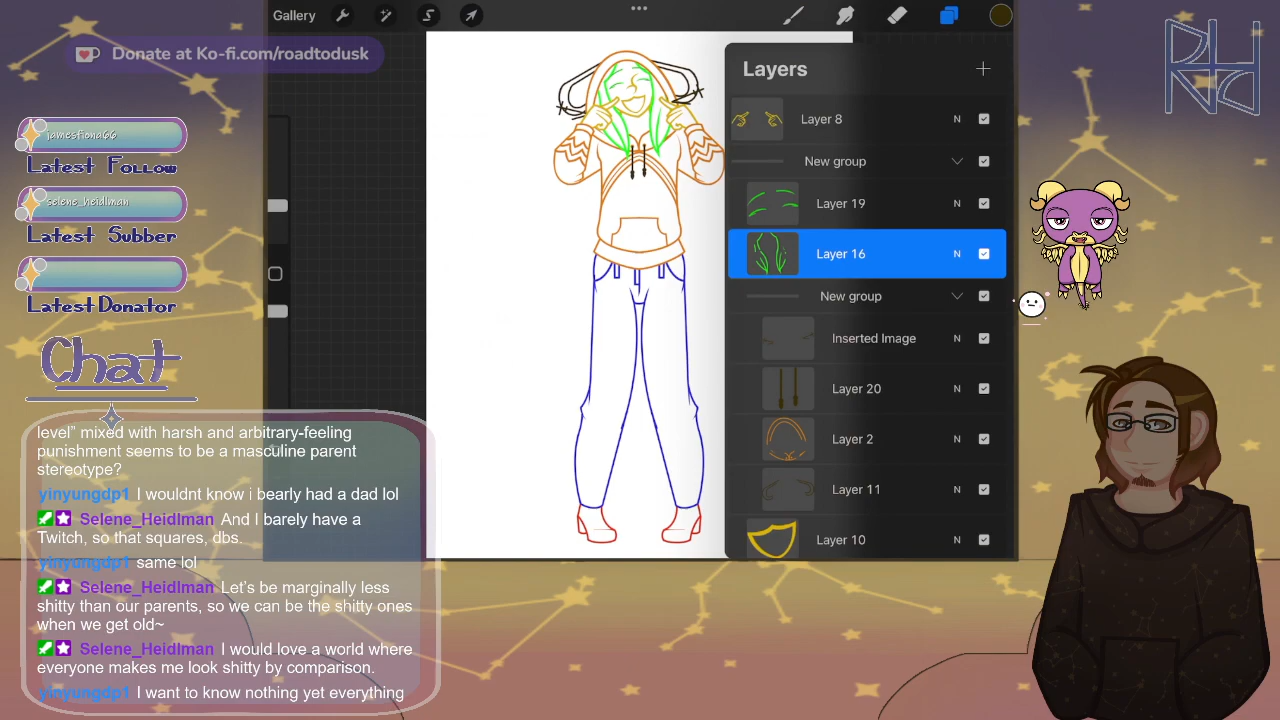 Gallery
Donate at Ko-fi.com/roadtodusk
jamesfiona66
Latest Follow
selene_heidlman
Latest Subber
Latest Donator
Chat
level" mixed with harsh and arbitrary-feeling
punishment seems to be a masculine parent
stereotype?
yinyungdp1 I wouldnt know i bearly had a dad lol
Selene_Heidlman And I barely have a
Twitch, so that squares, dbs.
yinyungdp1 same lol
Selene_Heidlman Let's be marginally less
shitty than our parents, so we can be the shitty ones
when we get old~
Selene_Heidlman I would love a world where
everyone makes me look shitty by comparison.
yinyungdp1 I want to know nothing yet everything
Layers
Layer 8 N
New group
Layer 19 N
Layer 16 N
New group
Inserted Image N
Layer 20 N
Layer 2 N
Layer 11 N
Layer 10 N